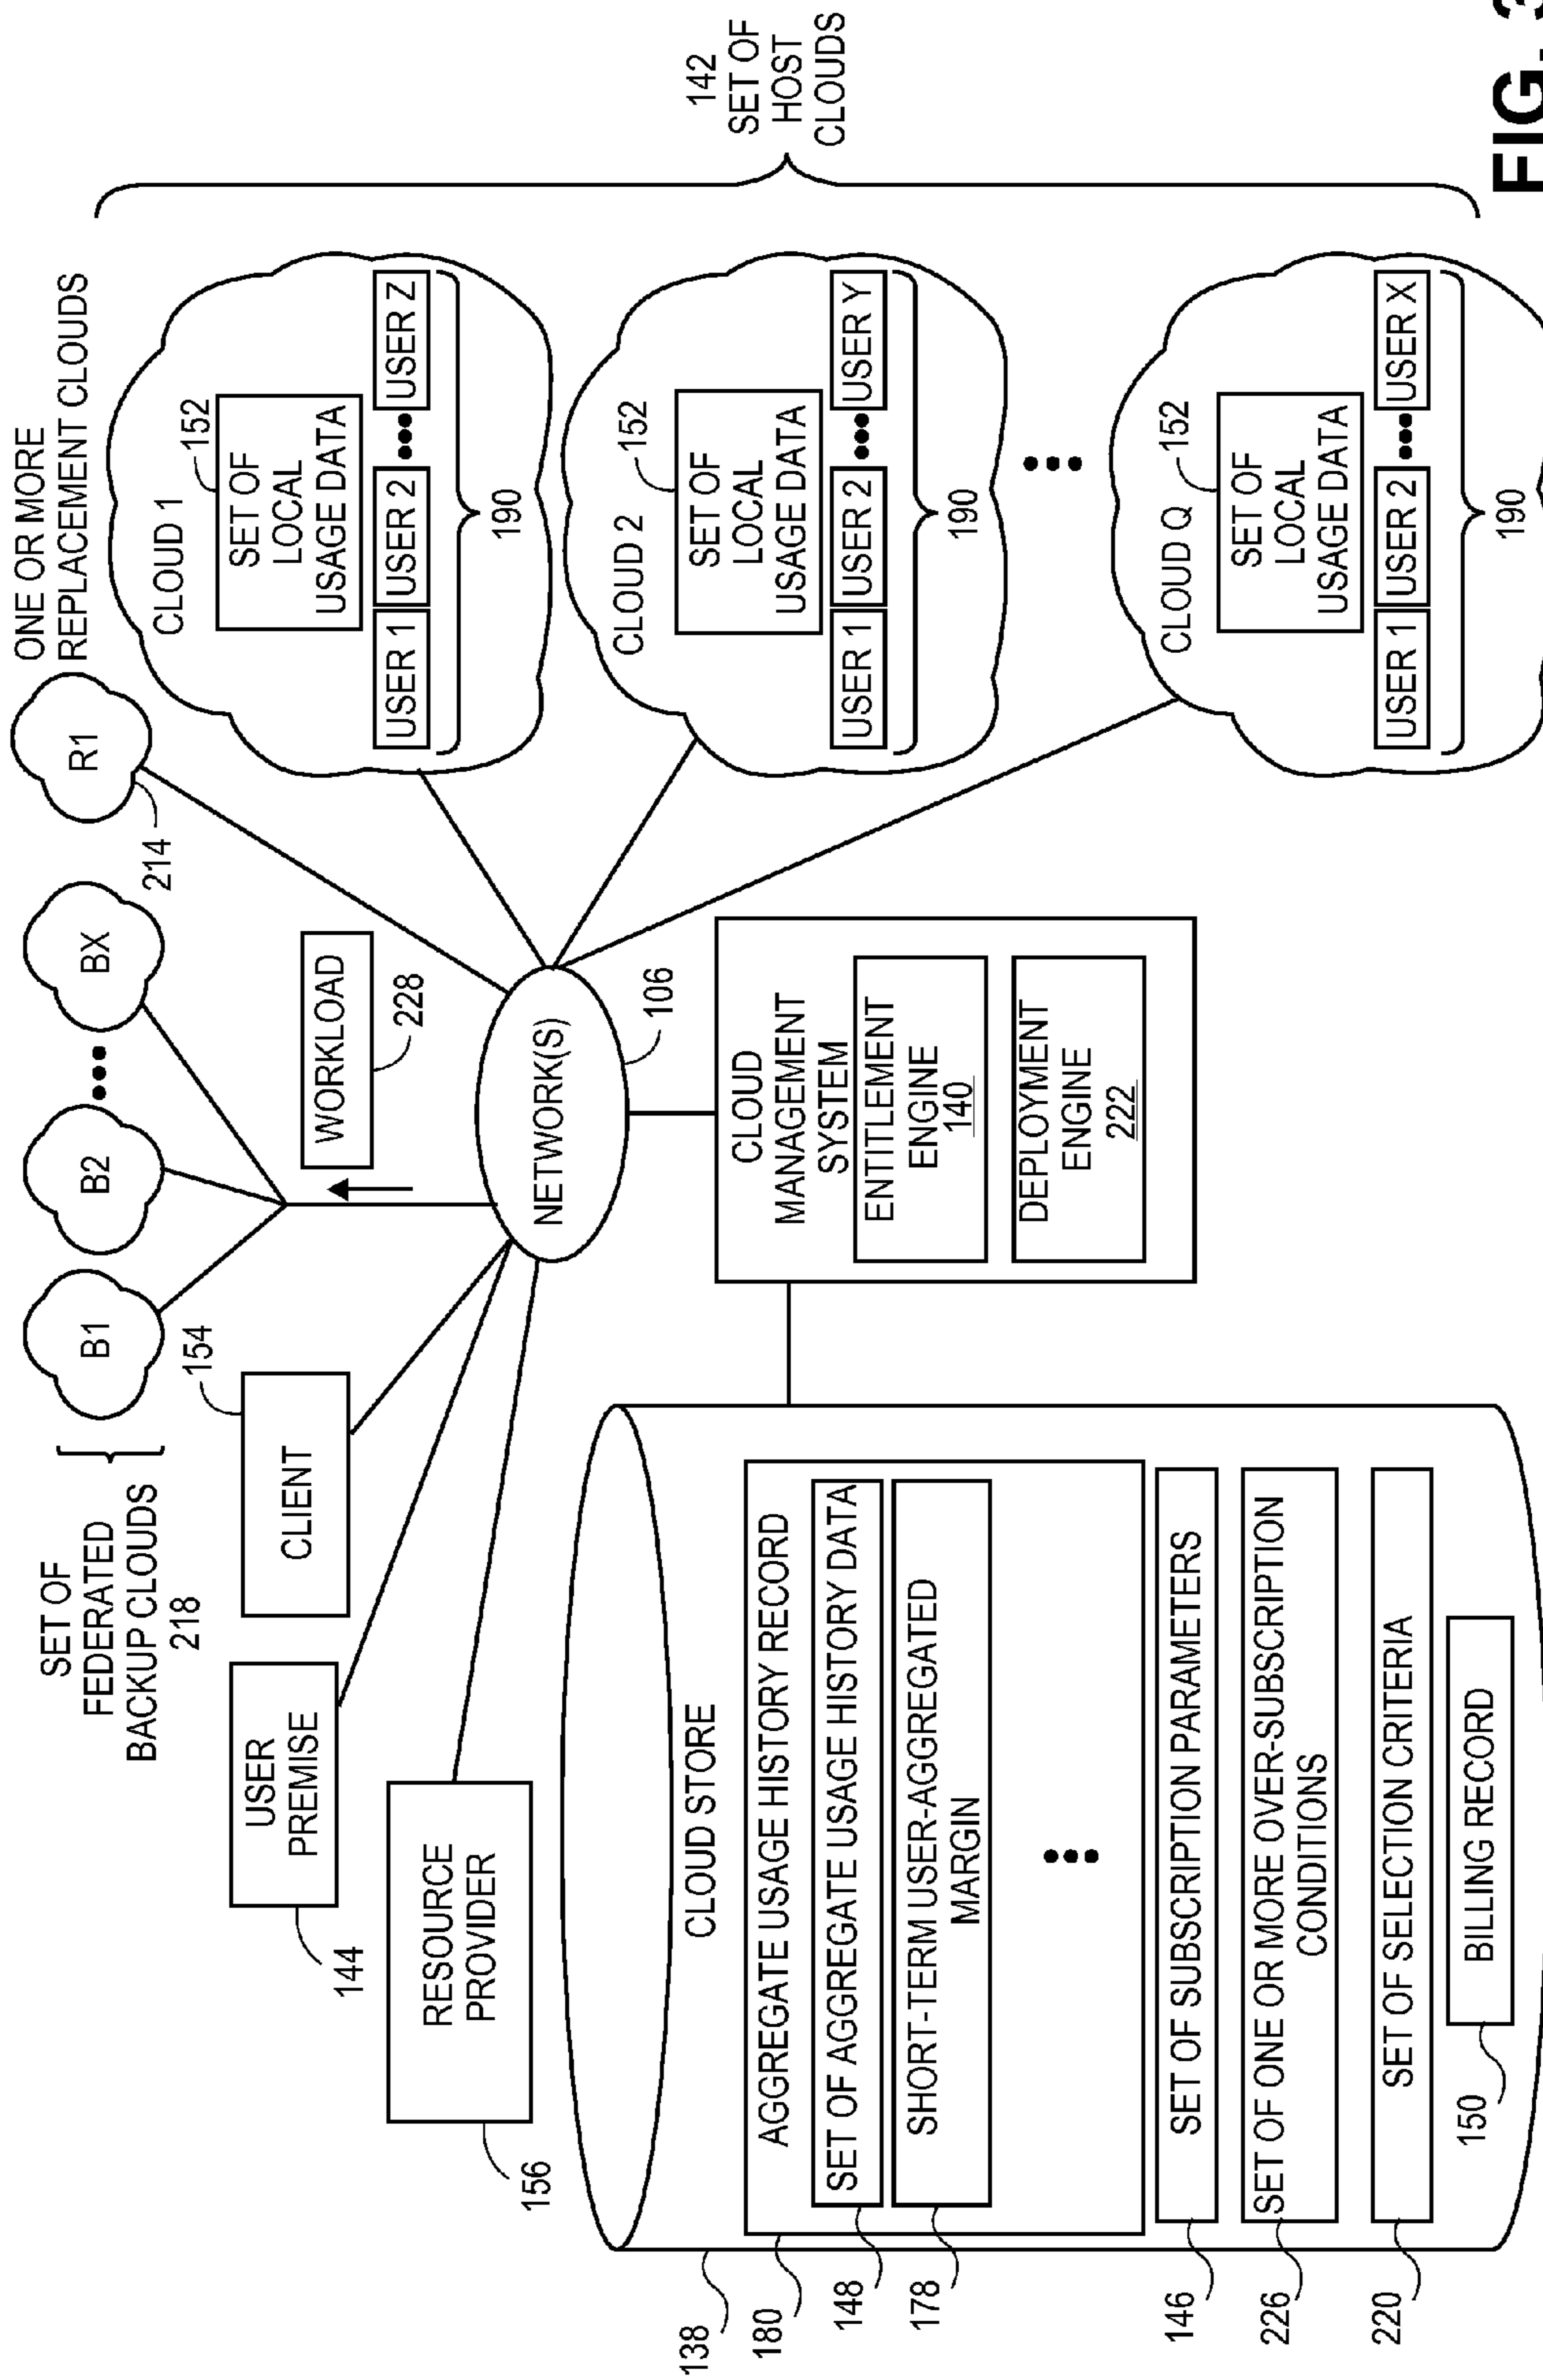 SET OF
FEDERATED
BACKUP CLOUDS
218
B1
B2
BX
ONE OR MORE
REPLACEMENT CLOUDS
R1
214
154
CLIENT
USER
PREMISE
144
RESOURCE
PROVIDER
156
WORKLOAD
228
NETWORK(S)
106
CLOUD 1
152
SET OF
LOCAL
USAGE DATA
USER 1
USER 2
USER Z
190
CLOUD 2
152
SET OF
LOCAL
USAGE DATA
USER 1
USER 2
USER Y
190
CLOUD Q
152
SET OF
LOCAL
USAGE DATA
USER 1
USER 2
USER X
190
142
SET OF
HOST
CLOUDS
CLOUD
MANAGEMENT
SYSTEM
ENTITLEMENT
ENGINE
140
DEPLOYMENT
ENGINE
222
CLOUD STORE
AGGREGATE USAGE HISTORY RECORD
SET OF AGGREGATE USAGE HISTORY DATA
SHORT-TERM USER-AGGREGATED
MARGIN
SET OF SUBSCRIPTION PARAMETERS
SET OF ONE OR MORE OVER-SUBSCRIPTION
CONDITIONS
SET OF SELECTION CRITERIA
BILLING RECORD
138
180
148
178
146
226
220
150
FIG. 3